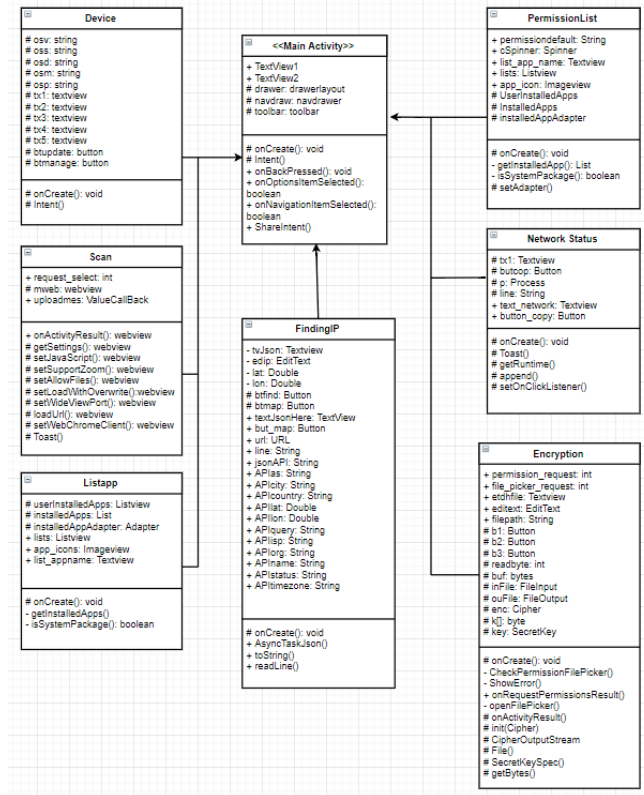 Device
# osv: string
# oss: string
# osd: string
# osm: string
# osp: string
# tx1: textview
# tx2: textview
# tx3: textview
# tx4: textview
# tx5: textview
# btupdate: button
# btmanage: button
# onCreate(): void
# Intent()
Scan
+ request_select: int
# mweb: webview
+ uploadmes: ValueCallBack
+ onActivityResult(): webview
# getSettings(): webview
# setJavaScript(): webview
# setSupportZoom(): webview
# setAllowFiles(): webview
# setLoadWithOverwrite():webview
# setWideViewPort(): webview
# loadUrl(): webview
# setWebChromeClient(): webview
# Toast()
Listapp
# userInstalledApps: Listview
# installedApps: List
# installedAppAdapter: Adapter
+ lists: Listview
+ app_icons: Imageview
+ list_appname: Textview
# onCreate(): void
- getInstalledApps()
- isSystemPackage(): boolean
<<Main Activity>>
+ TextView1
+ TextView2
# drawer: drawerlayout
# navdraw: navdrawer
# toolbar: toolbar
# onCreate(): void
# Intent()
+ onBackPressed(): void
+ onOptionsItemSelected():
boolean
+ onNavigationItemSelected():
boolean
+ ShareIntent()
FindingIP
- tvJson: Textview
- edip: EditText
- lat: Double
- lon: Double
# btfind: Button
# btmap: Button
+ textJsonHere: TextView
+ but_map: Button
+ url: URL
+ line: String
+ jsonAPI: String
+ APIas: String
+ APIcity: String
+ APIcountry: String
+ APIlat: Double
+ APIlon: Double
+ APIquery: String
+ APIisp: String
+ APIorg: String
+ APIname: String
+ APIstatus: String
+ APItimezone: String
# onCreate(): void
+ AsyncTaskJson()
+ toString()
+ readLine()
PermissionList
+ permissiondefault: String
+ cSpinner: Spinner
+ list_app_name: Textview
+ lists: Listview
+ app_icon: Imageview
# UserInstalledApps
# InstalledApps
# installedAppAdapter
# onCreate(): void
- getInstalledApp(): List
- isSystemPackage(): boolean
# setAdapter()
Network Status
# tx1: Textview
# butcop: Button
# p: Process
# line: String
+ text_network: Textview
+ button_copy: Button
# onCreate(): void
# Toast()
# getRuntime()
# append()
# setOnClickListener()
Encryption
+ permission_request: int
+ file_picker_request: int
+ etdhfile: Textview
+ editext: EditText
+ filepath: String
# b1: Button
# b2: Button
# b3: Button
# readbyte: int
# buf: bytes
# inFile: FileInput
# ouFile: FileOutput
# enc: Cipher
# k[]: byte
# key: SecretKey
# onCreate(): void
- CheckPermissionFilePicker()
- ShowError()
+ onRequestPermissionsResult()
- openFilePicker()
# onActivityResult()
# init(Cipher)
# CipherOutputStream
# File()
# SecretKeySpec()
# getBytes()